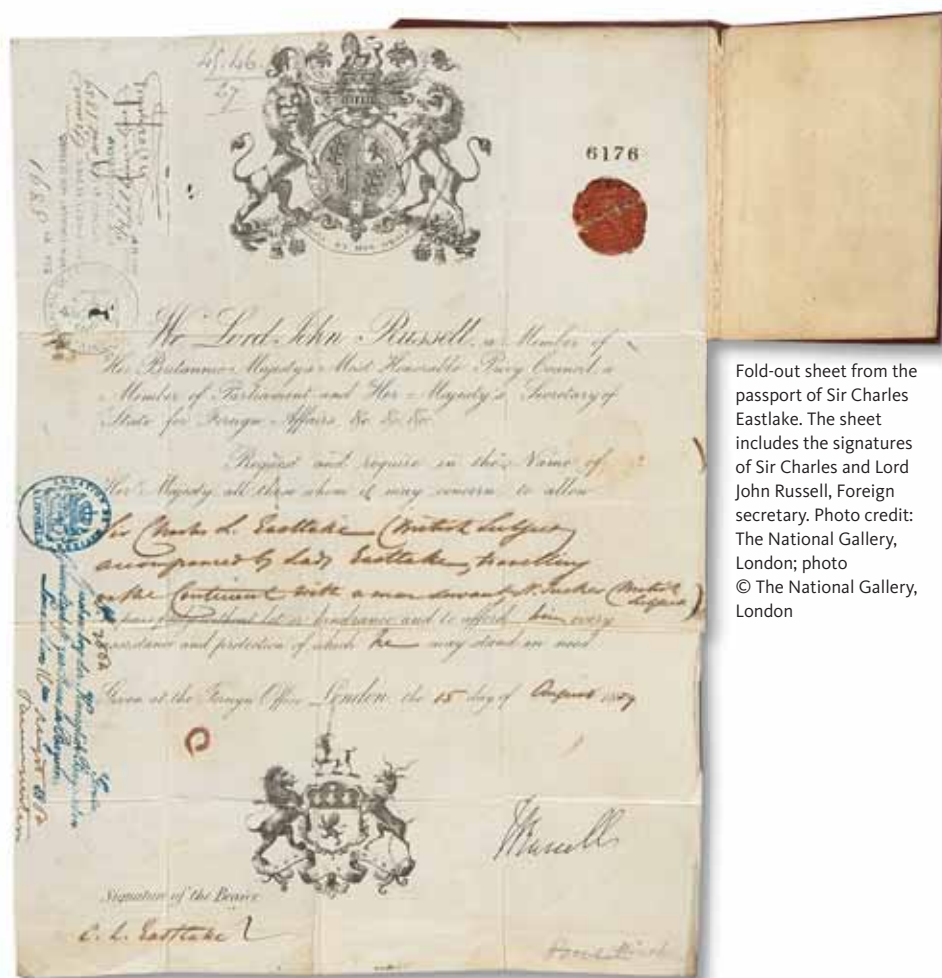 45.46.
27
6176
We Lord John Russell, a Member of
Her Britannic Majesty's Most Honorable Privy Council, a
Member of Parliament and Her Majesty's Secretary of
State for Foreign Affairs, &c. &c. &c.
Request and require in the Name of
Her Majesty, all those whom it may concern, to allow
Sir Charles L. Eastlake (British Subject)
accompanied by Lady Eastlake, travelling
on the Continent with a man servant N. Tucker (British Subject)
to pass freely without let or hindrance and to afford him every
assistance and protection of which he may stand in need.
Given at the Foreign Office, London, the 15 day of August 1859
JRussell
Signature of the Bearer
C. L. Eastlake
Fold-out sheet from the
passport of Sir Charles
Eastlake. The sheet
includes the signatures
of Sir Charles and Lord
John Russell, Foreign
secretary. Photo credit:
The National Gallery,
London; photo
© The National Gallery,
London